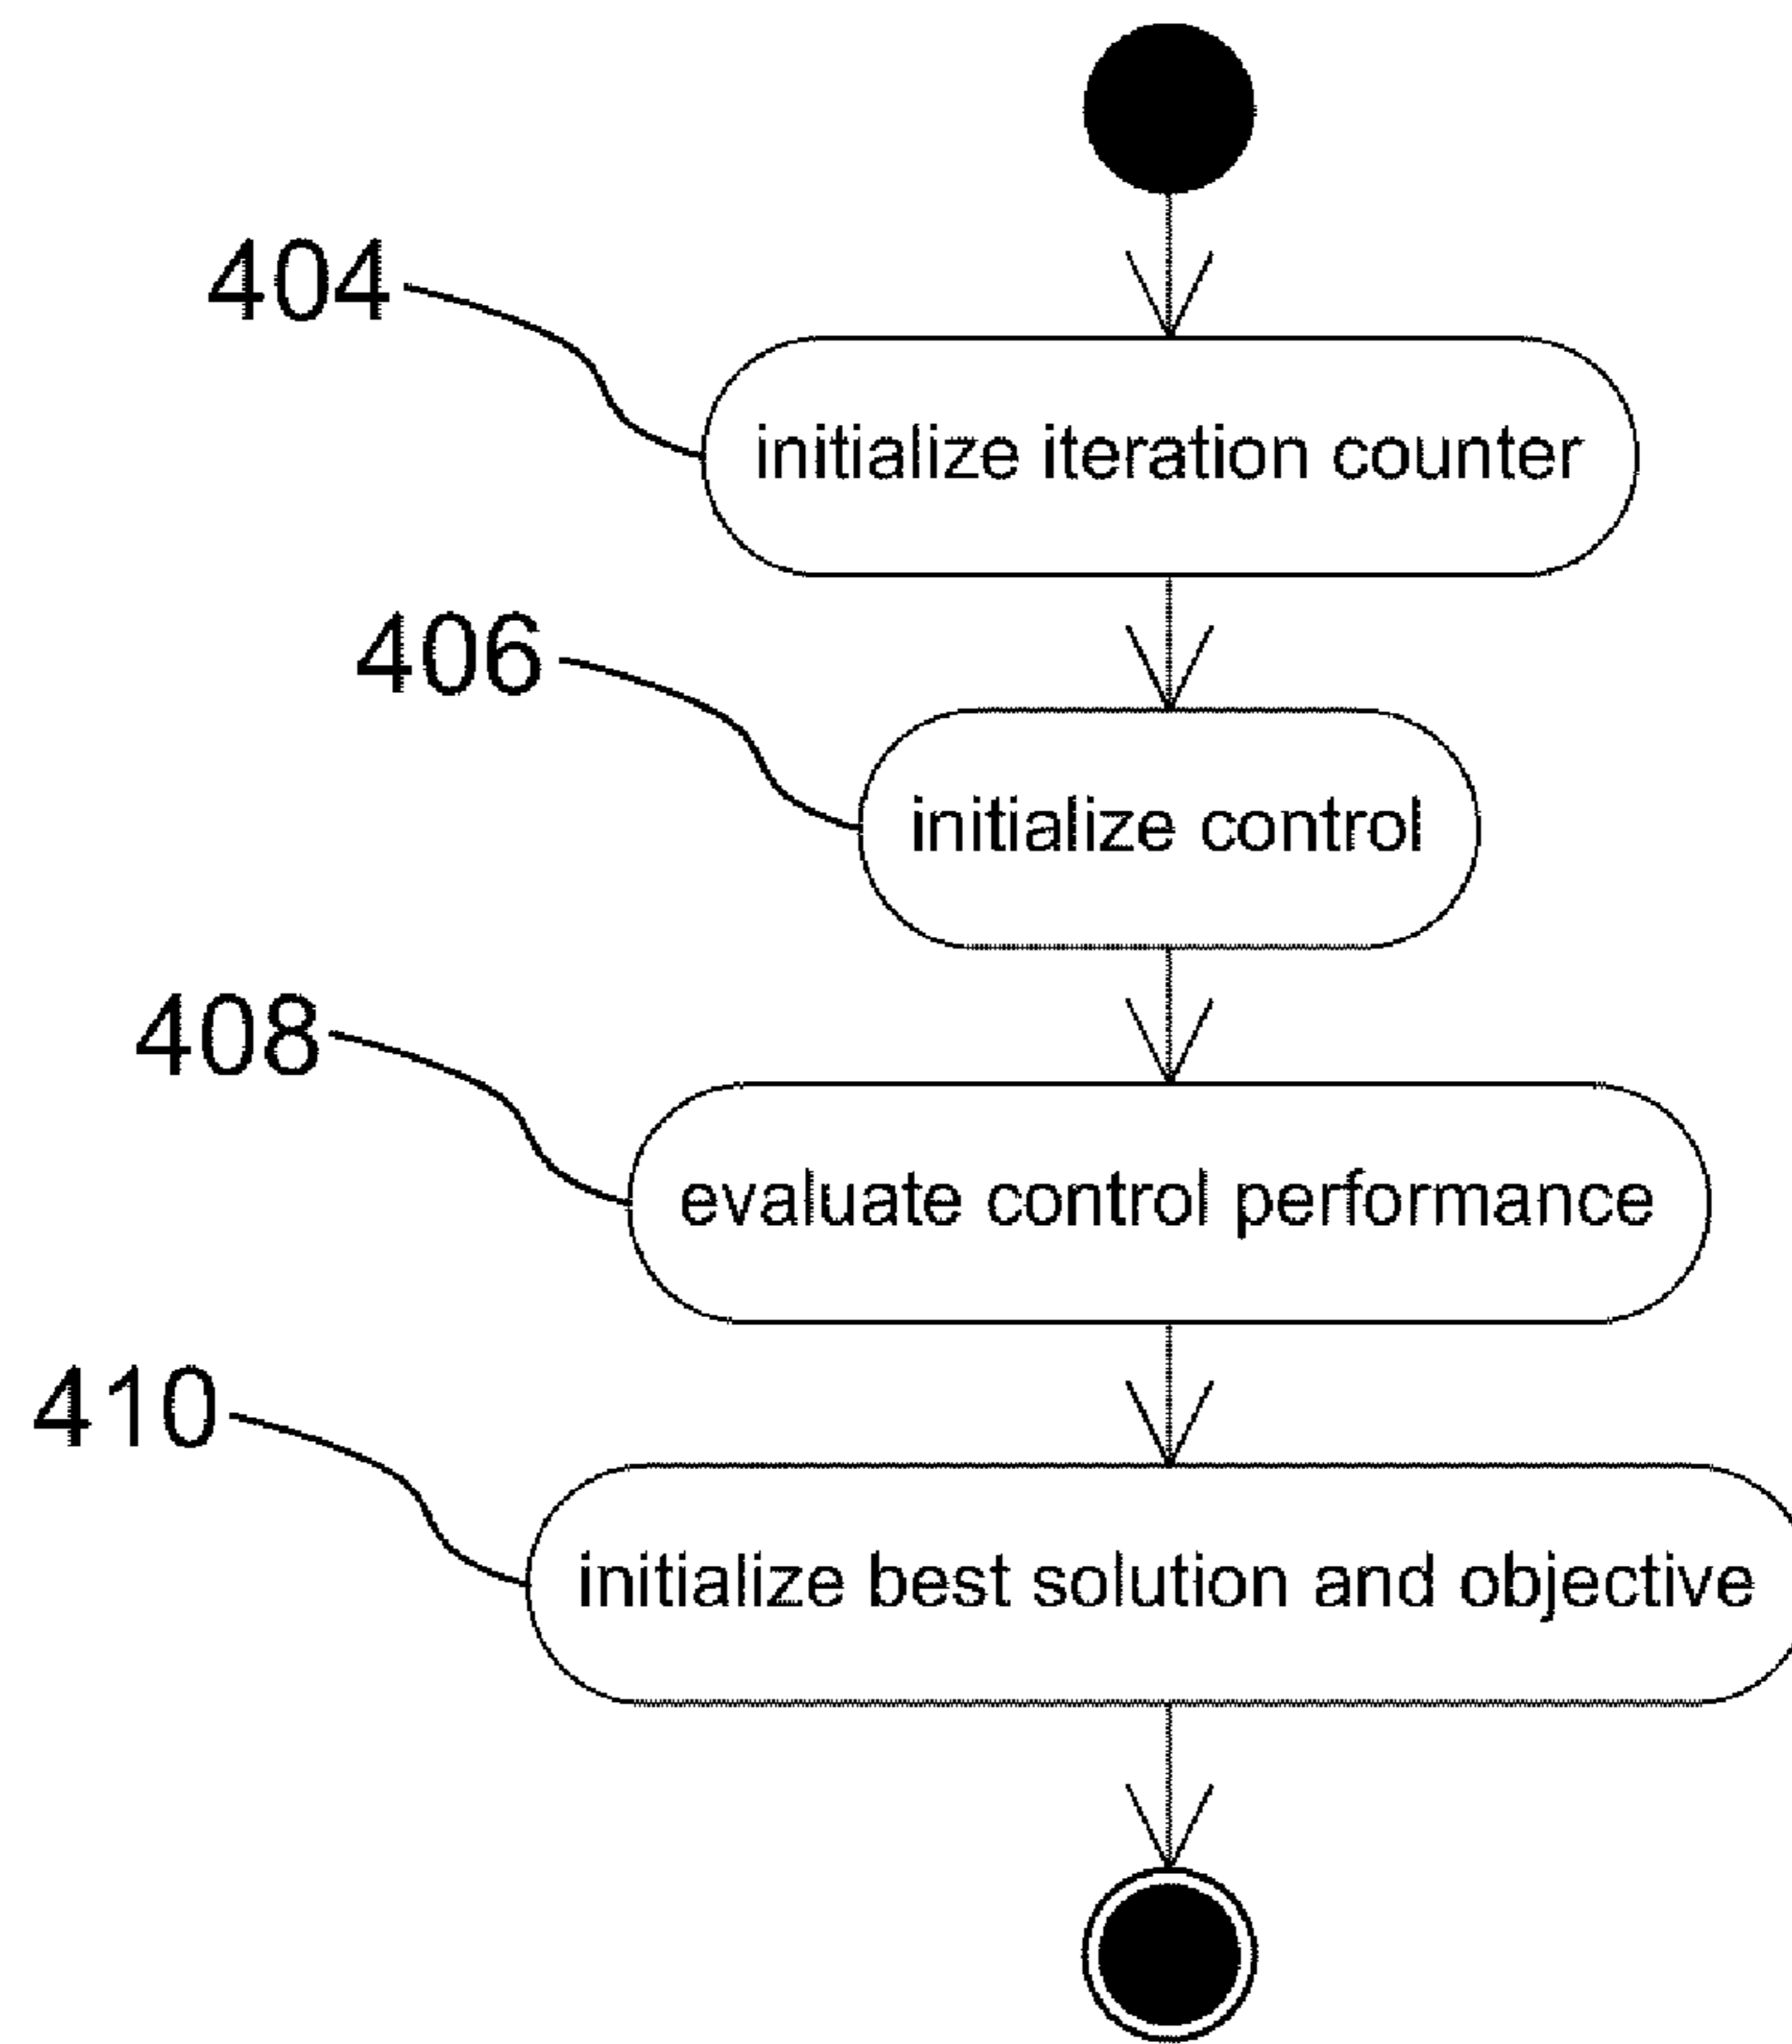 404
initialize iteration counter
406
initialize control
408
evaluate control performance
410
initialize best solution and objective